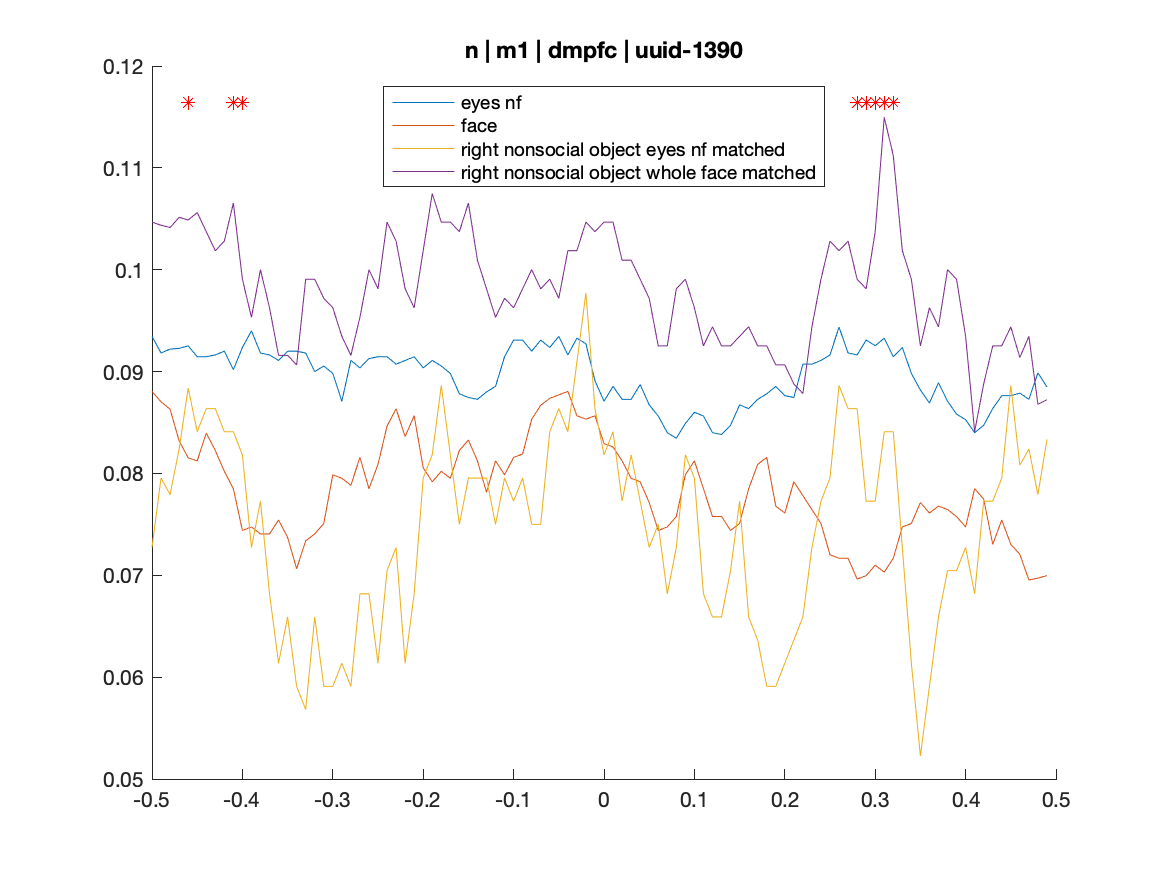 n | m1 | dmpfc | uuid-1390
0.12
0.11
0.1
0.09
0.08
0.07
0.06
0.05
eyes nf
face
right nonsocial object eyes nf matched
right nonsocial object whole face matched
-0.5 -0.4 -0.3 -0.2 -0.1 0 0.1 0.2 0.3 0.4 0.5